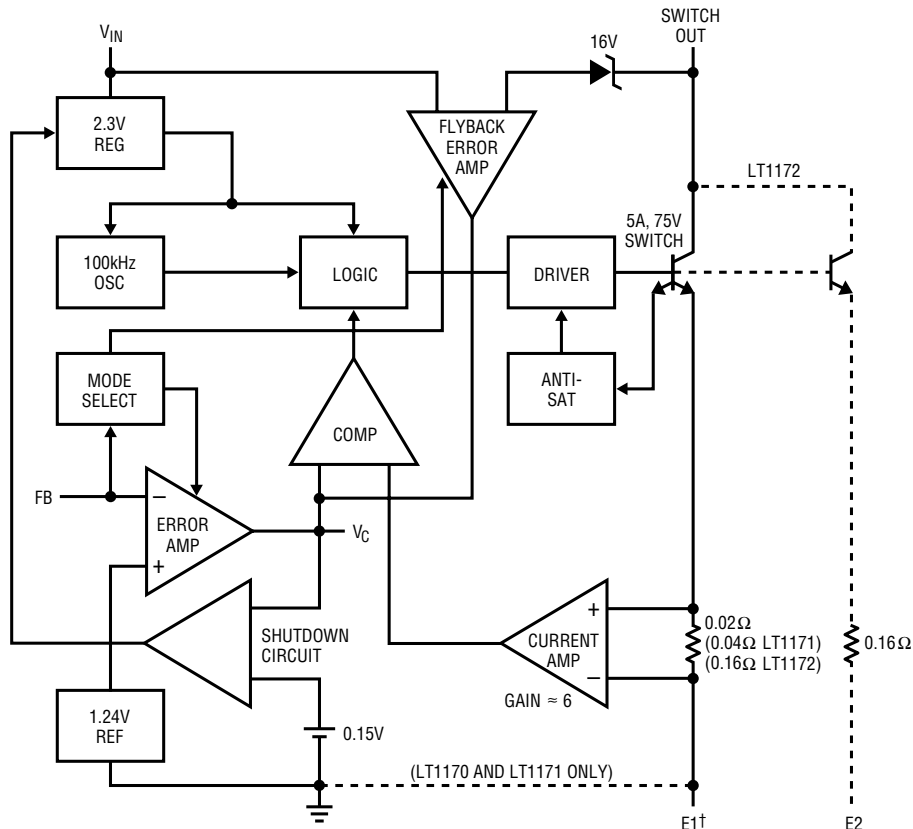 SWITCH
OUT
V_IN
16V
2.3V
REG
FLYBACK
ERROR
AMP
LT1172
5A, 75V
SWITCH
100kHz
OSC
LOGIC
DRIVER
MODE
SELECT
ANTI-
SAT
COMP
FB
−
ERROR
AMP
+
V_C
SHUTDOWN
CIRCUIT
+
CURRENT
AMP
−
GAIN ≈ 6
0.02Ω
(0.04Ω LT1171)
(0.16Ω LT1172)
0.16Ω
1.24V
REF
0.15V
(LT1170 AND LT1171 ONLY)
E1†
E2